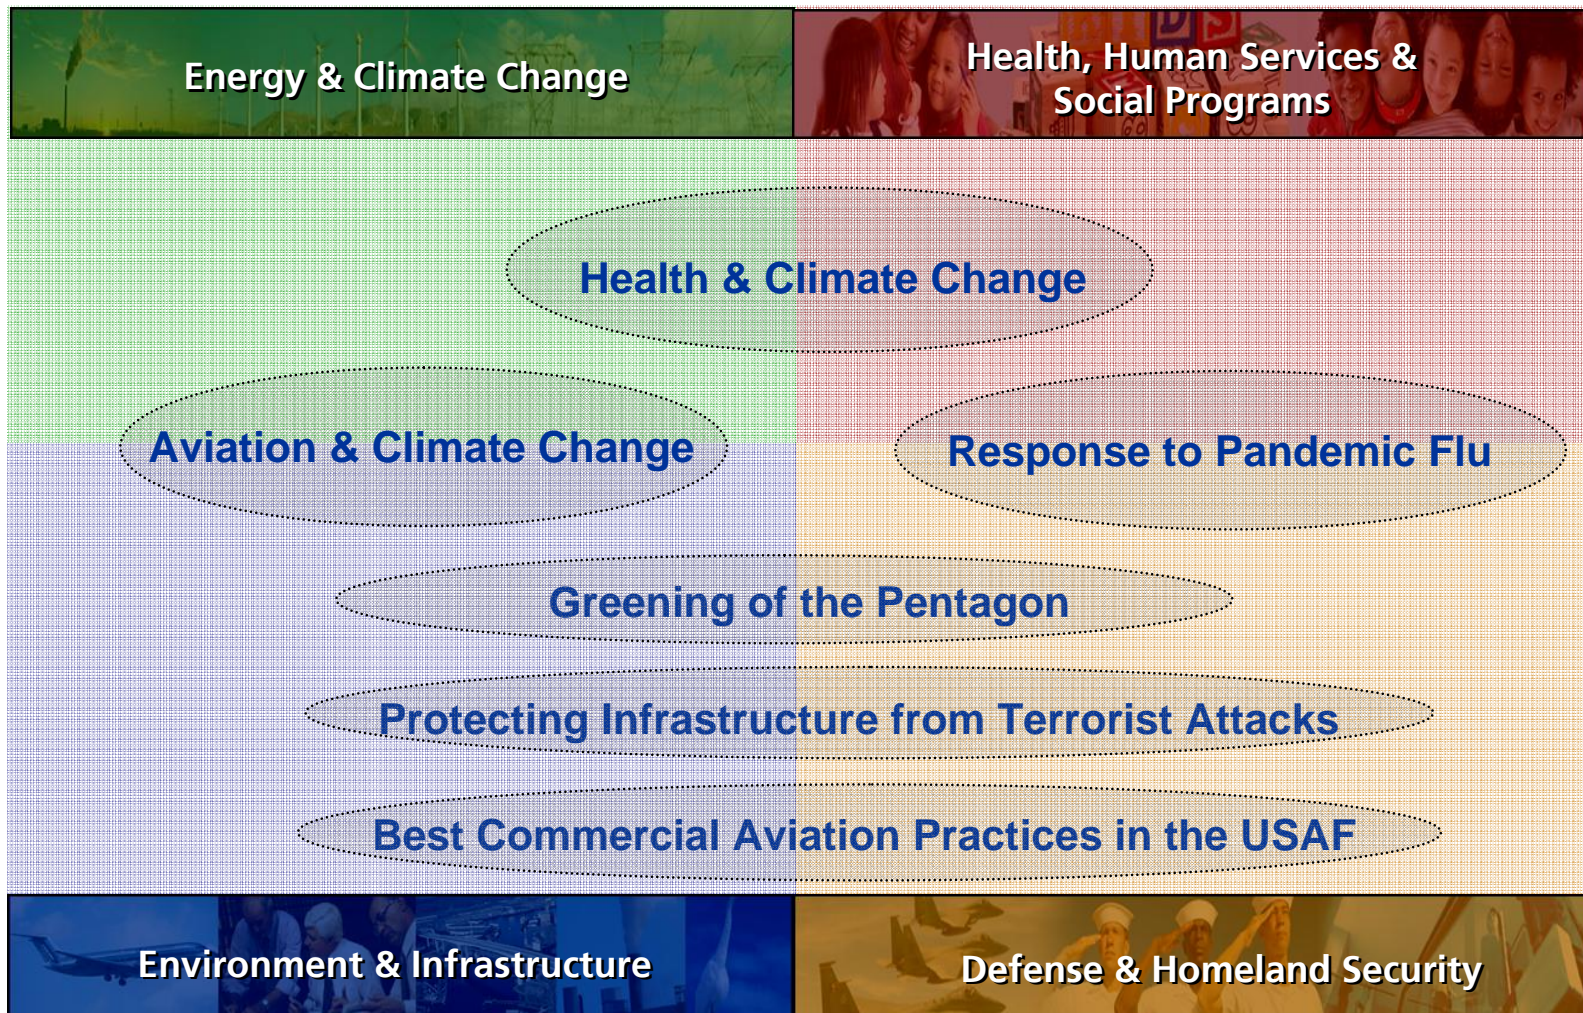 Energy & Climate Change
Health, Human Services &
Social Programs
Health & Climate Change
Aviation & Climate Change
Response to Pandemic Flu
Greening of the Pentagon
Protecting Infrastructure from Terrorist Attacks
Best Commercial Aviation Practices in the USAF
Environment & Infrastructure
Defense & Homeland Security